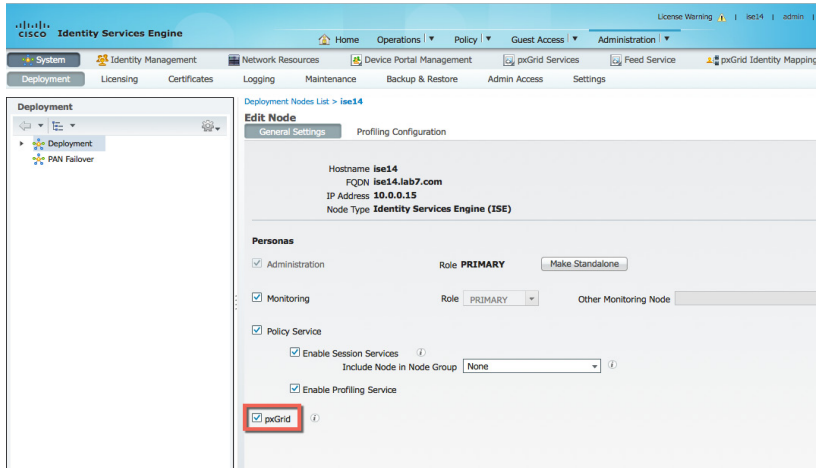 License Warning | ise14 | admin |
CISCO Identity Services Engine
Home Operations Policy Guest Access Administration
System Identity Management Network Resources Device Portal Management pxGrid Services Feed Service pxGrid Identity Mapping
Deployment Licensing Certificates Logging Maintenance Backup & Restore Admin Access Settings
Deployment
Deployment
PAN Failover
Deployment Nodes List > ise14
Edit Node
General Settings Profiling Configuration
Hostname ise14
FQDN ise14.lab7.com
IP Address 10.0.0.15
Node Type Identity Services Engine (ISE)
Personas
Administration Role PRIMARY Make Standalone
Monitoring Role PRIMARY Other Monitoring Node
Policy Service
Enable Session Services
Include Node in Node Group None
Enable Profiling Service
pxGrid